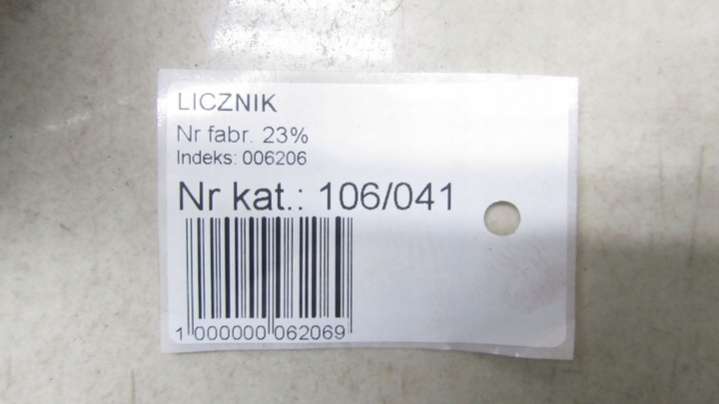 LICZNIK
Nr fabr. 23%
Indeks: 006206
Nr kat.: 106/041
1 000000 062069